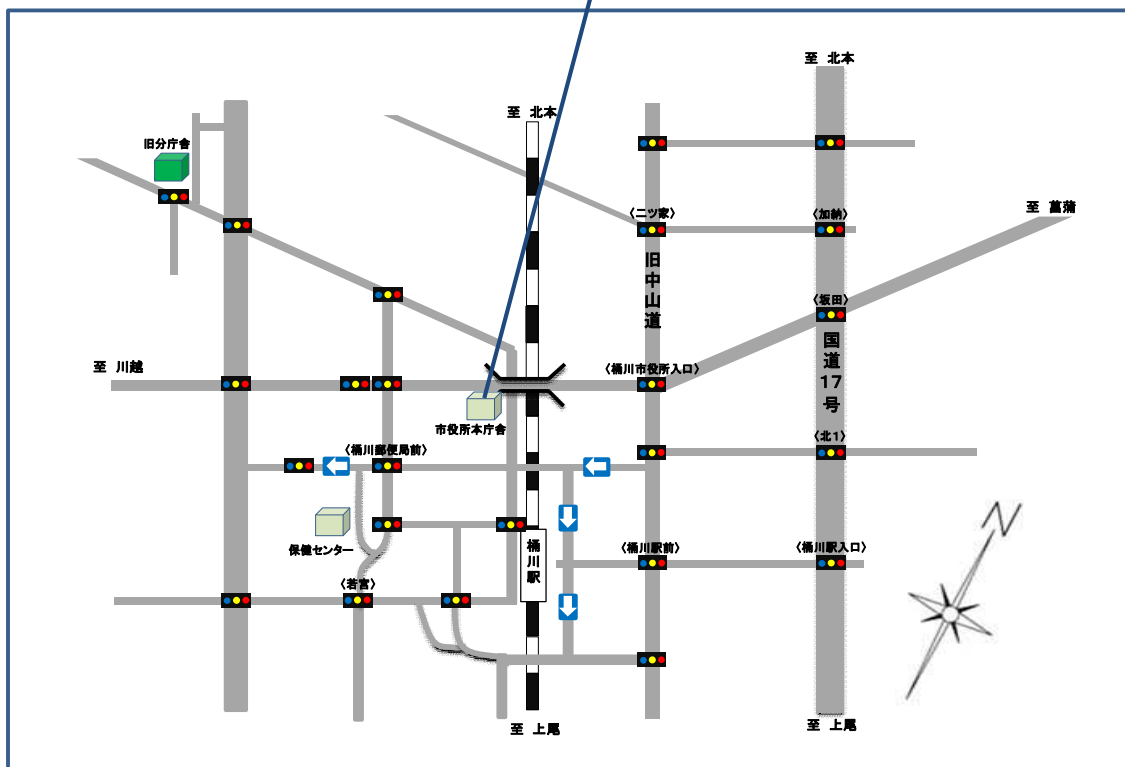 至 北本
至 北本
旧分庁舎
〈二ツ家〉
〈加納〉
至 菖蒲
旧中山道
〈坂田〉
国道17号
至 川越
〈桶川市役所入口〉
市役所本庁舎
〈桶川郵便局前〉
〈北1〉
保健センター
桶川駅
〈桶川駅前〉
〈桶川駅入口〉
〈若宮〉
N
至 上尾
至 上尾